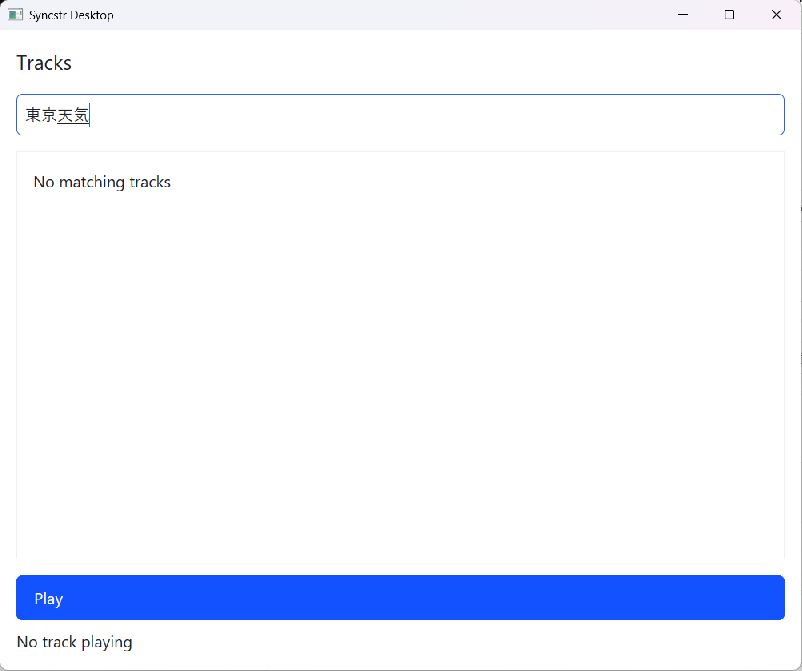 Syncstr Desktop
Tracks
東京天気
No matching tracks
Play
No track playing